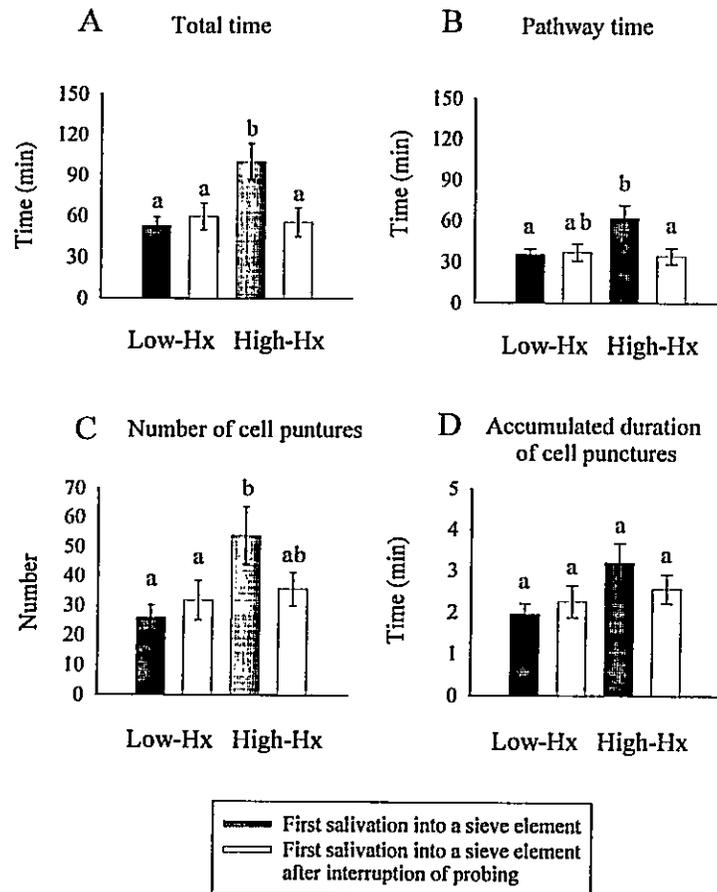 A Total time
150
120
90
60
30
0
Time (min)
a
a
b
a
Low-Hx High-Hx
B Pathway time
150
120
90
60
30
0
Time (min)
a
ab
b
a
Low-Hx High-Hx
C Number of cell puntures
70
60
50
40
30
20
10
0
Number
a
a
b
ab
Low-Hx High-Hx
D Accumulated duration
of cell punctures
5
4
3
2
1
0
Time (min)
a
a
a
a
Low-Hx High-Hx
First salivation into a sieve element
First salivation into a sieve element
after interruption of probing